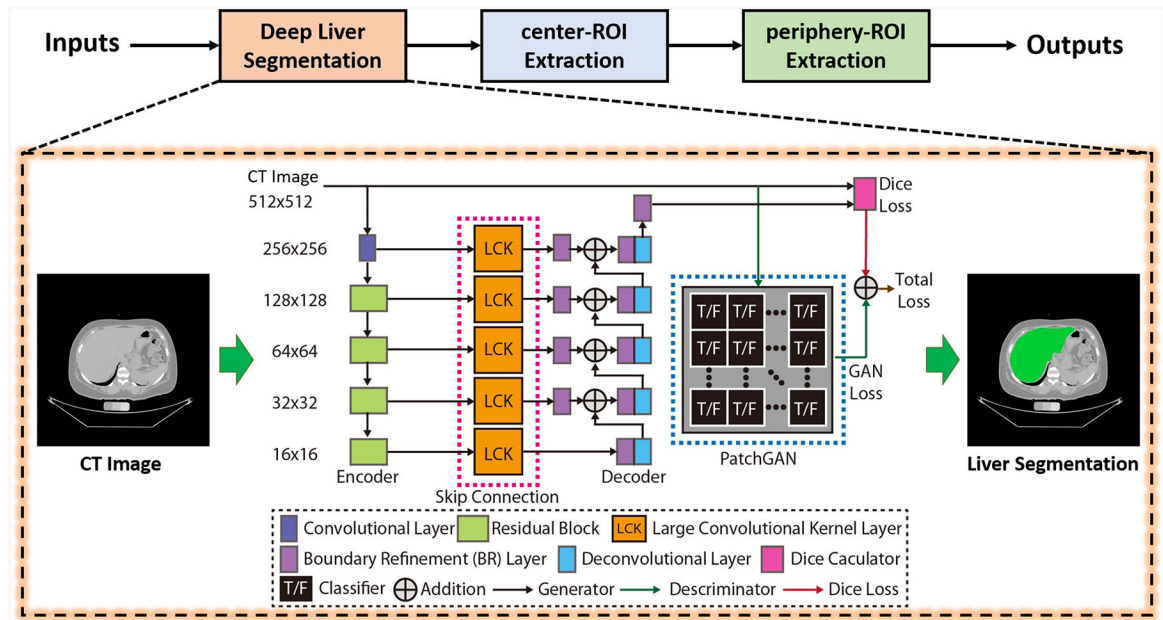 Inputs
Deep Liver
Segmentation
center-ROI
Extraction
periphery-ROI
Extraction
Outputs
CT Image
512x512
256x256
128x128
64x64
32x32
16x16
LCK
LCK
LCK
LCK
LCK
Encoder
Skip Connection
Decoder
Dice
Loss
Total
Loss
GAN
Loss
T/F T/F T/F
T/F T/F T/F
T/F T/F T/F
PatchGAN
CT Image
Liver Segmentation
Convolutional Layer
Residual Block
LCK Large Convolutional Kernel Layer
Boundary Refinement (BR) Layer
Deconvolutional Layer
Dice Caculator
T/F Classifier
Addition
Generator
Descriminator
Dice Loss